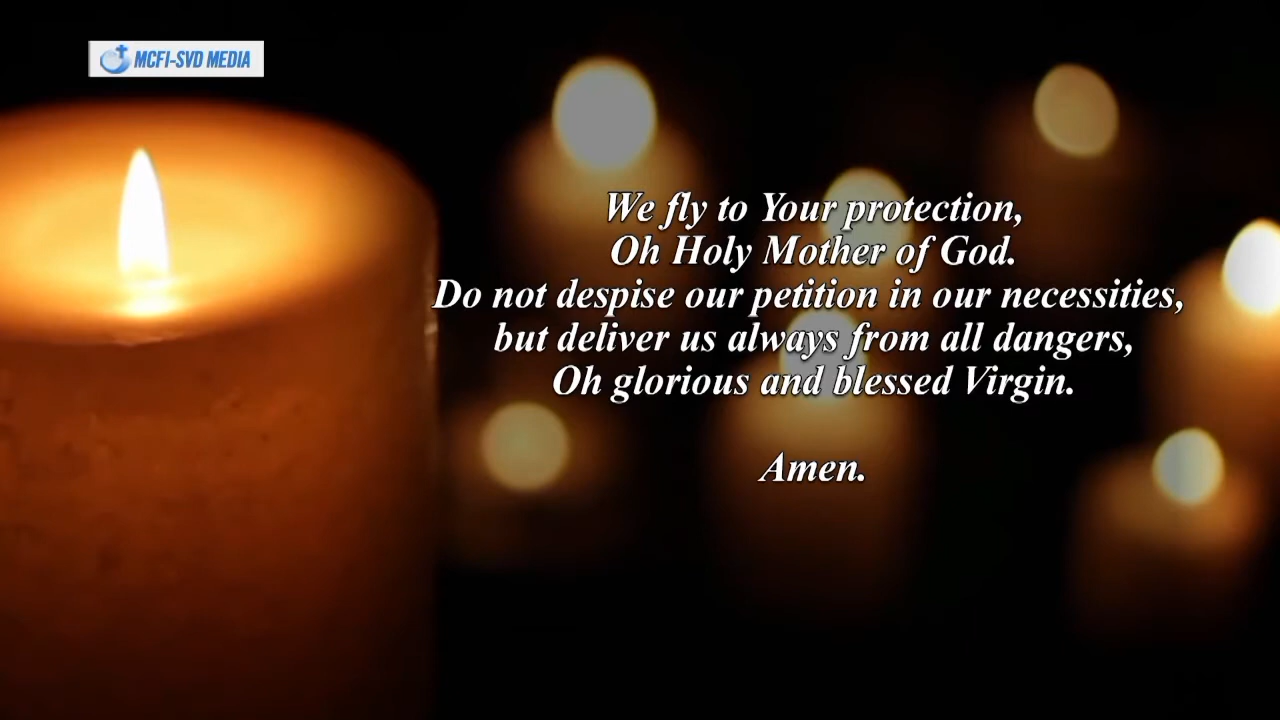 MCFI-SVD MEDIA
We fly to Your protection,
Oh Holy Mother of God.
Do not despise our petition in our necessities,
but deliver us always from all dangers,
Oh glorious and blessed Virgin.
Amen.